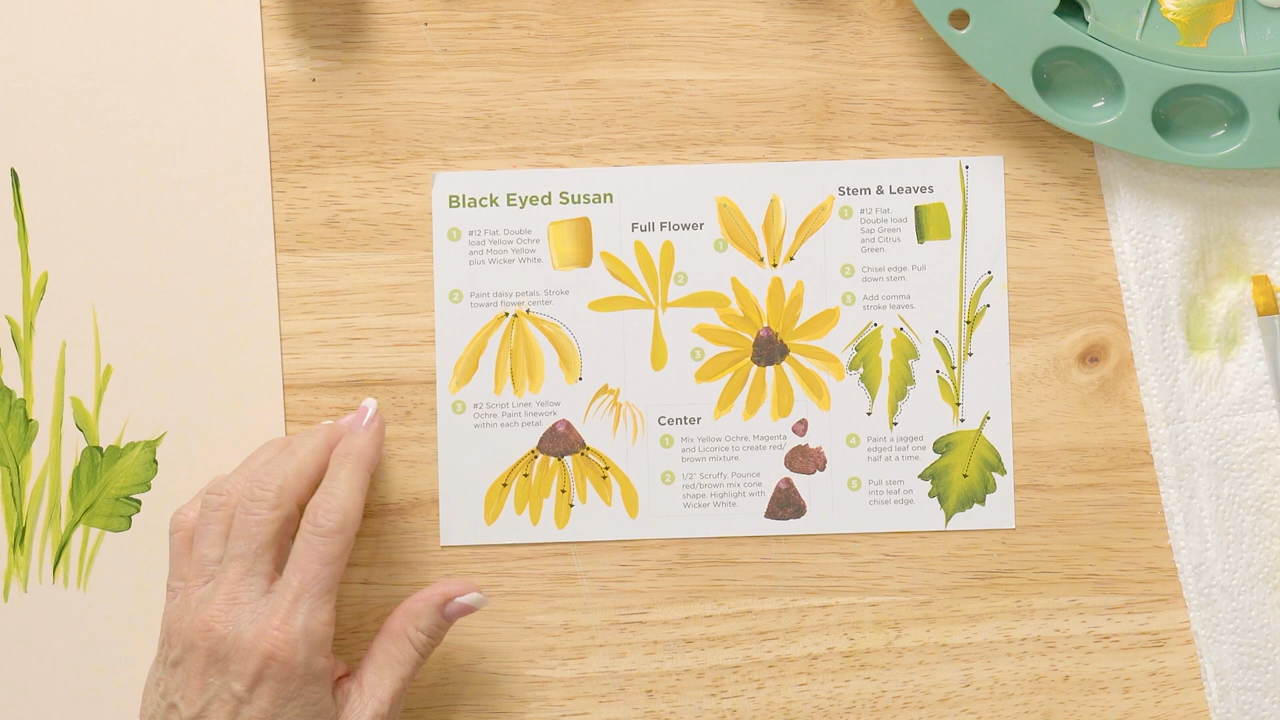 Black Eyed Susan
1 #12 Flat, Double
load Yellow Ochre
and Moon Yellow
plus Wicker White.
2 Paint daisy petals. Stroke
toward flower center.
3 #2 Script Liner, Yellow
Ochre. Paint linework
within each petal.
Full Flower
1
2
3
Center
1 Mix Yellow Ochre, Magenta
and Licorice to create red/
brown mixture.
2 1/2" Scruffy. Pounce
red/brown mix cone
shape. Highlight with
Wicker White.
Stem & Leaves
1 #12 Flat,
Double load
Sap Green
and Citrus
Green.
2 Chisel edge. Pull
down stem.
3 Add comma
stroke leaves.
4 Paint a jagged
edged leaf one
half at a time.
5 Pull stem
into leaf on
chisel edge.